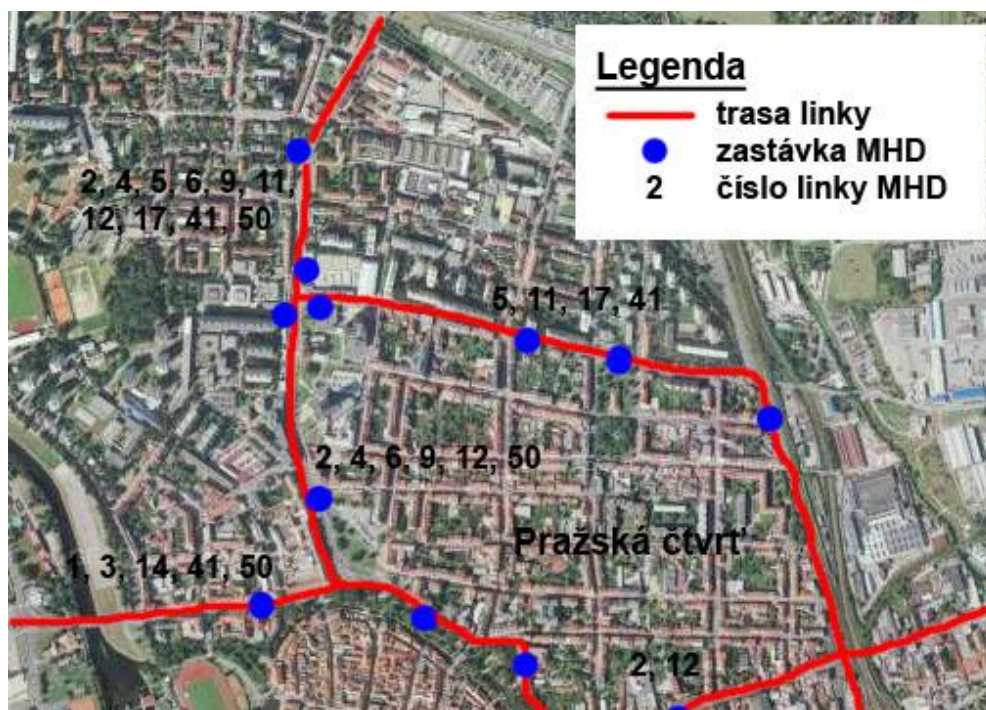 Legenda
trasa linky
zastávka MHD
2 číslo linky MHD
2, 4, 5, 6, 9, 11,
12, 17, 41, 50
5, 11, 17, 41
2, 4, 6, 9, 12, 50
Pražská čtvrť
1, 3, 14, 41, 50
2, 12